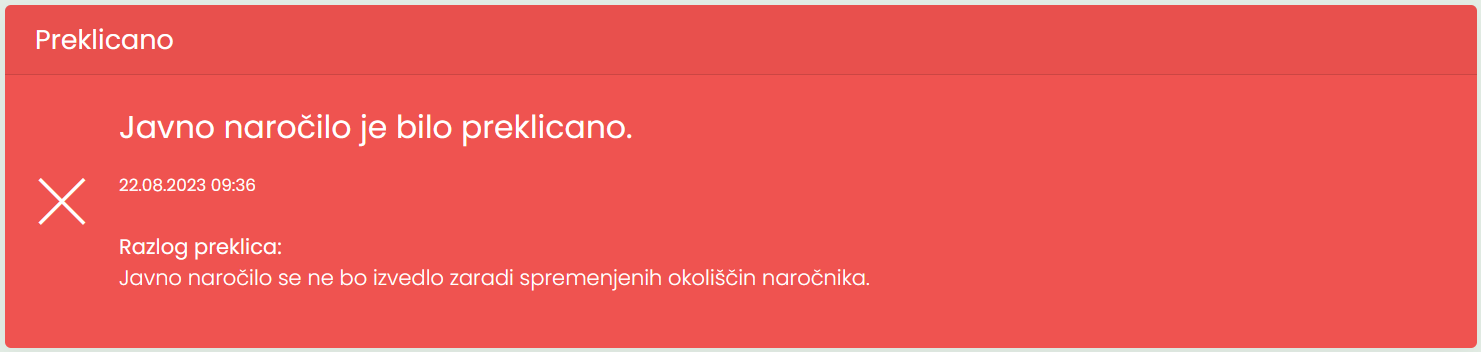 Preklicano
Javno naročilo je bilo preklicano.
22.08.2023 09:36
Razlog preklica:
Javno naročilo se ne bo izvedlo zaradi spremenjenih okoliščin naročnika.